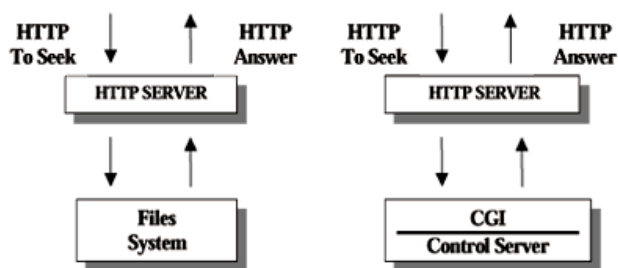 HTTP
To Seek
HTTP
Answer
HTTP SERVER
Files
System
HTTP
To Seek
HTTP
Answer
HTTP SERVER
CGI
Control Server